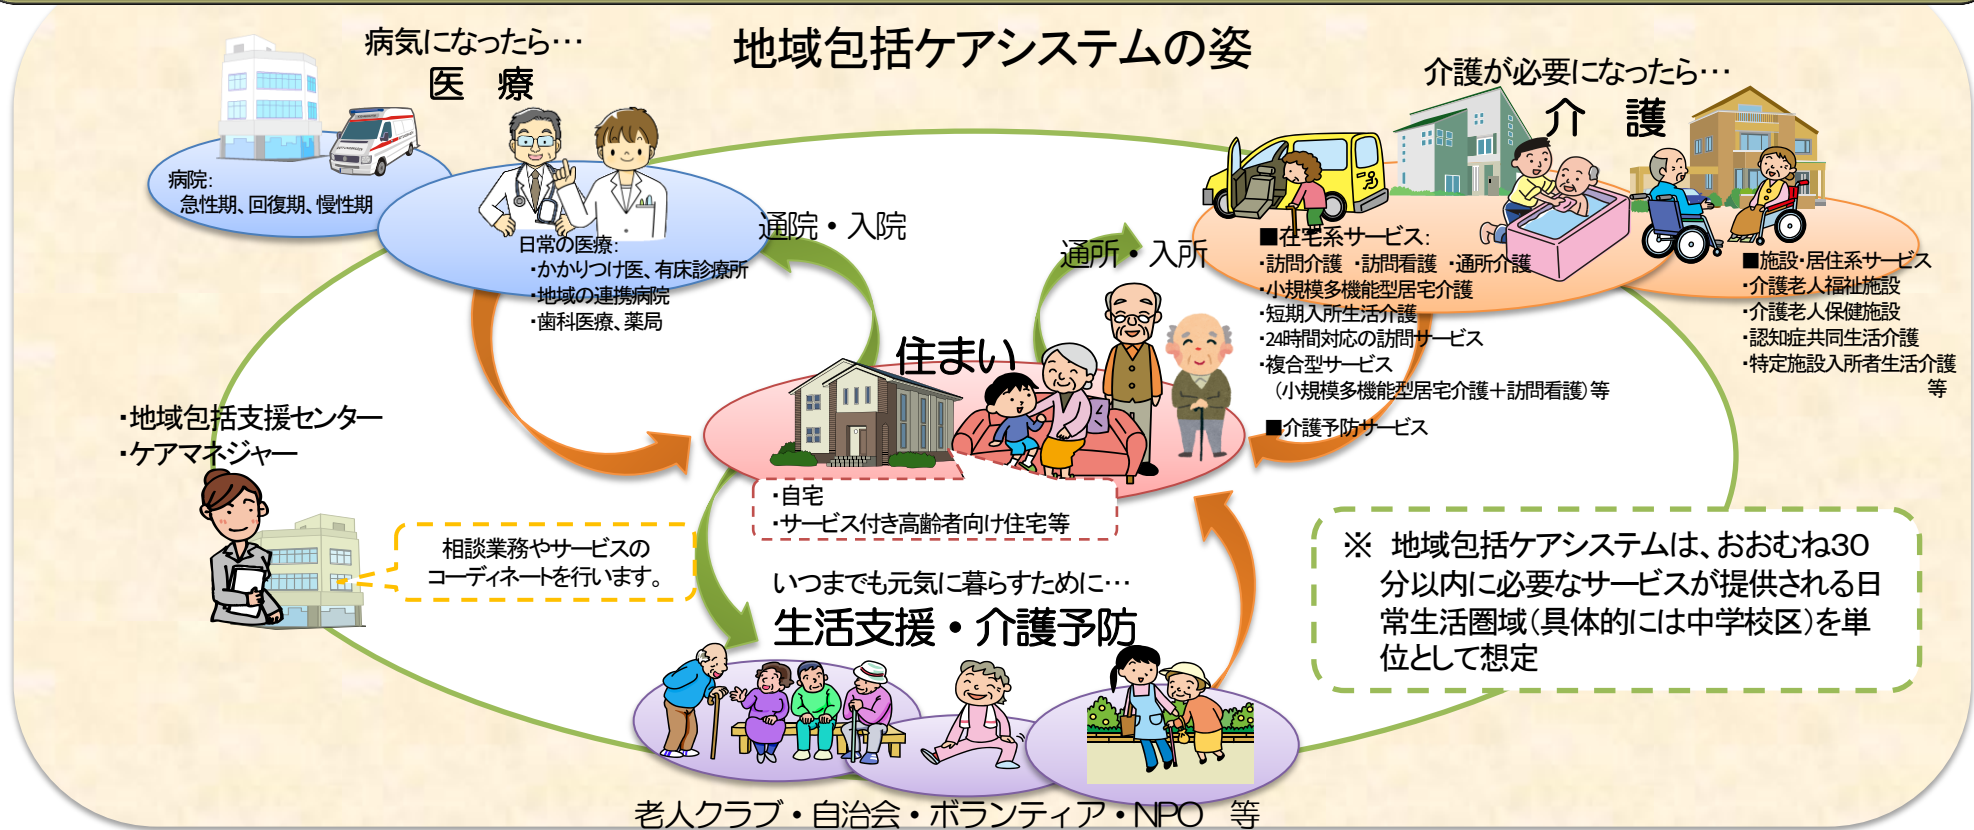 地域包括ケアシステムの姿
病気になったら…
医 療
病院:
急性期、回復期、慢性期
日常の医療:
・かかりつけ医、有床診療所
・地域の連携病院
・歯科医療、薬局
通院・入院
通所・入所
介護が必要になったら…
介 護
■在宅系サービス:
・訪問介護 ・訪問看護 ・通所介護
・小規模多機能型居宅介護
・短期入所生活介護
・24時間対応の訪問サービス
・複合型サービス
(小規模多機能型居宅介護+訪問看護)等
■介護予防サービス
■施設・居住系サービス
・介護老人福祉施設
・介護老人保健施設
・認知症共同生活介護
・特定施設入所者生活介護
等
住まい
・自宅
・サービス付き高齢者向け住宅等
・地域包括支援センター
・ケアマネジャー
相談業務やサービスの
コーディネートを行います。
いつまでも元気に暮らすために…
生活支援・介護予防
老人クラブ・自治会・ボランティア・NPO 等
※ 地域包括ケアシステムは、おおむね30
分以内に必要なサービスが提供される日
常生活圏域(具体的には中学校区)を単
位として想定